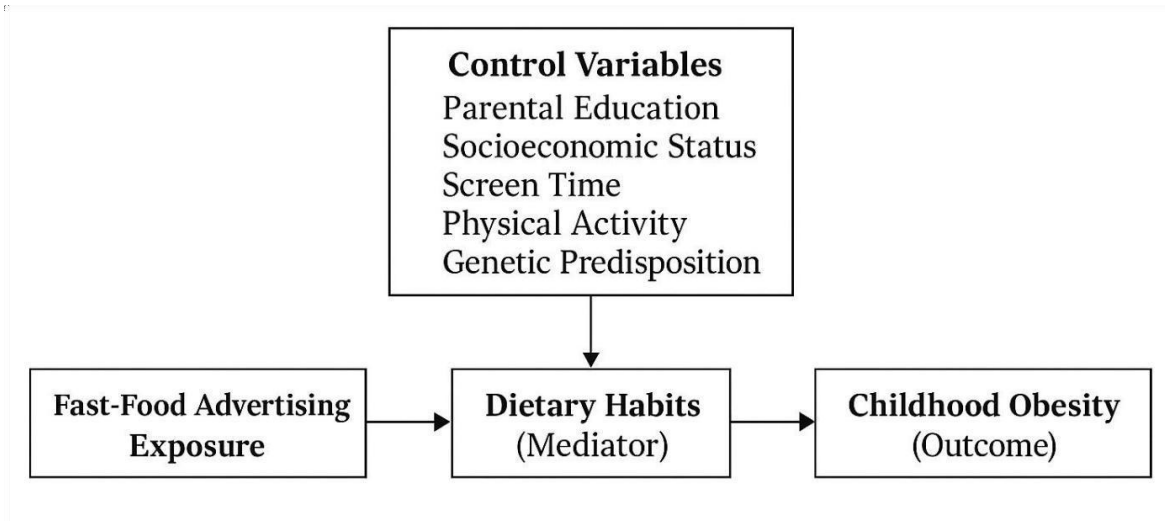 Control Variables
Parental Education
Socioeconomic Status
Screen Time
Physical Activity
Genetic Predisposition
Fast-Food Advertising
Exposure
Dietary Habits
(Mediator)
Childhood Obesity
(Outcome)